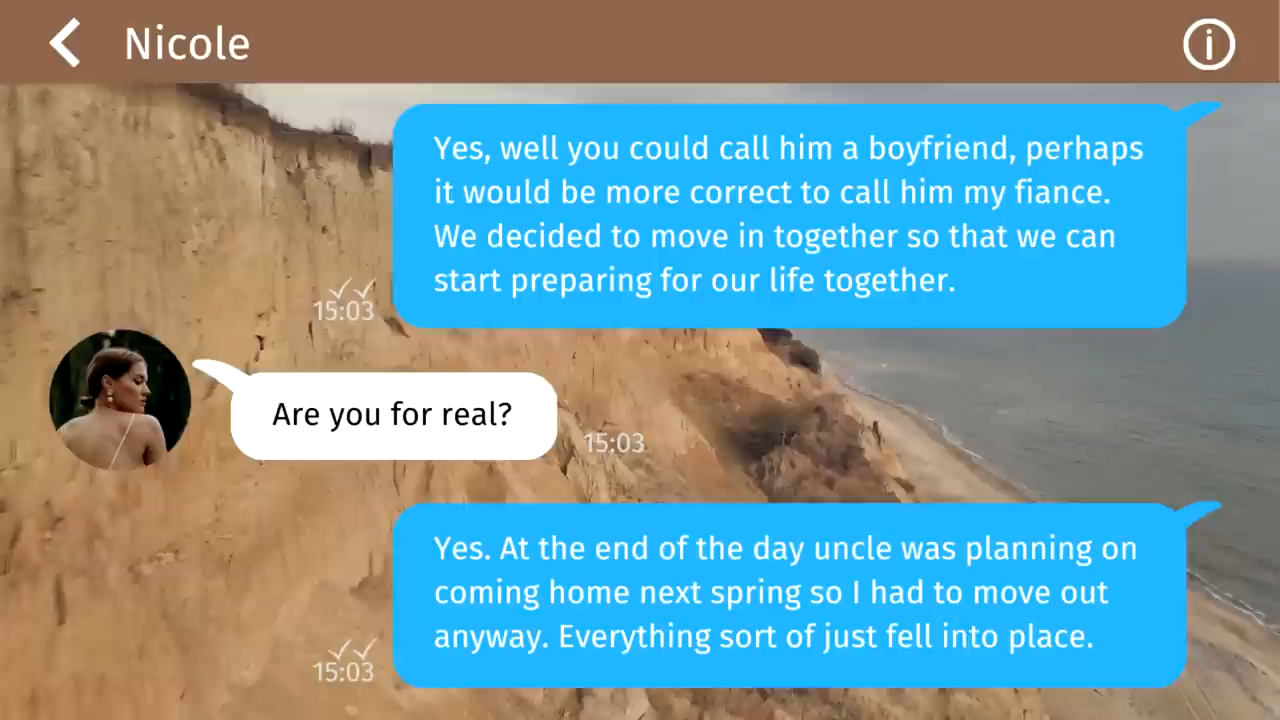 Nicole
Yes, well you could call him a boyfriend, perhaps
it would be more correct to call him my fiance.
We decided to move in together so that we can
start preparing for our life together.
15:03
Are you for real?
15:03
Yes. At the end of the day uncle was planning on
coming home next spring so I had to move out
anyway. Everything sort of just fell into place.
15:03